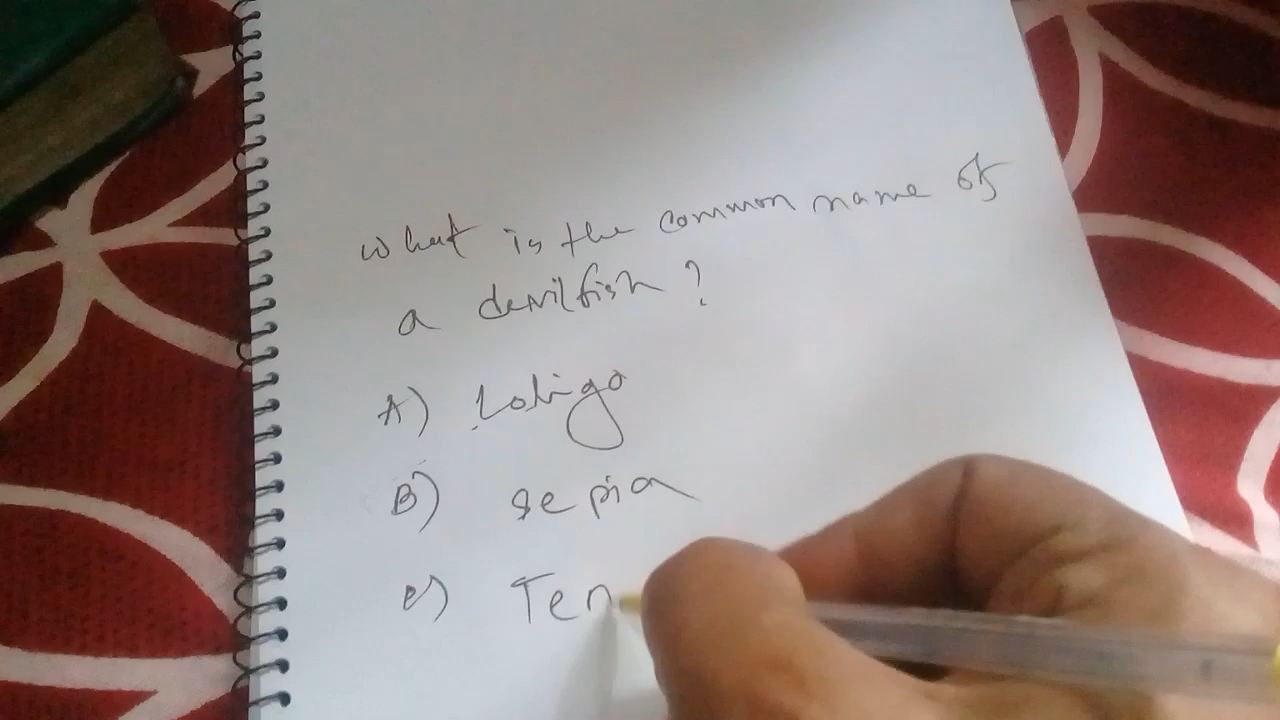 what is the common name of
a devilfish ?
A) Loligo
B) sepia
c) Ten